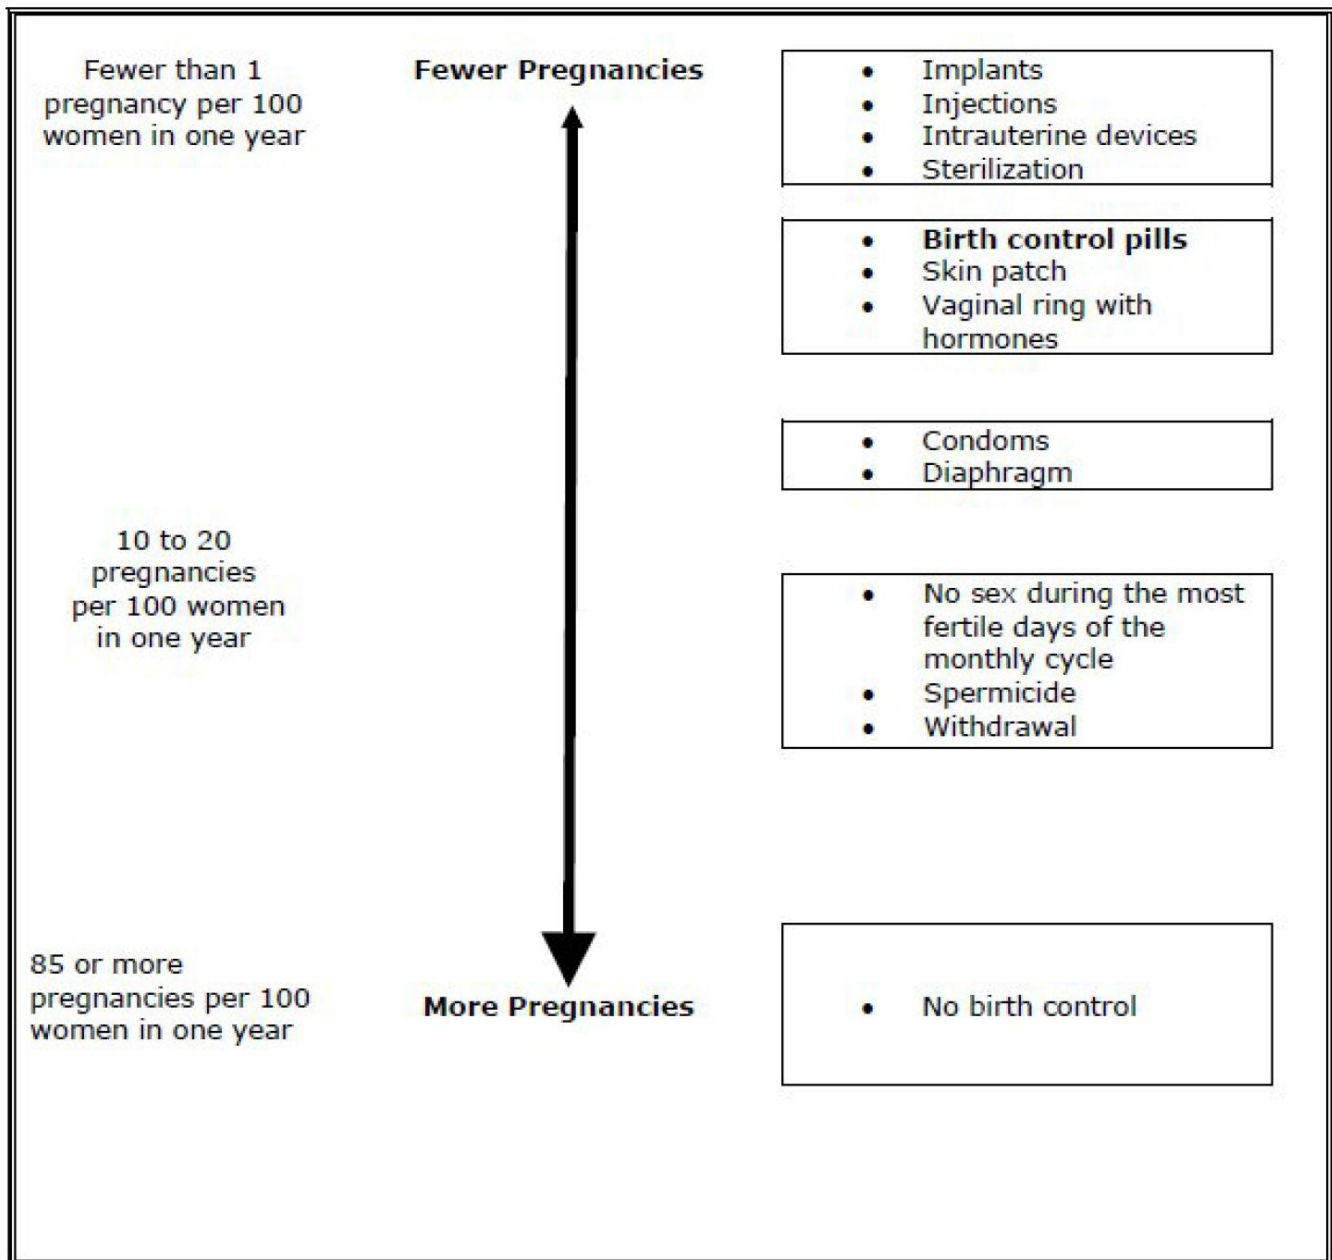 Fewer than 1
pregnancy per 100
women in one year
Fewer Pregnancies
• Implants
• Injections
• Intrauterine devices
• Sterilization
• Birth control pills
• Skin patch
• Vaginal ring with
hormones
• Condoms
• Diaphragm
10 to 20
pregnancies
per 100 women
in one year
• No sex during the most
fertile days of the
monthly cycle
• Spermicide
• Withdrawal
85 or more
pregnancies per 100
women in one year
More Pregnancies
• No birth control